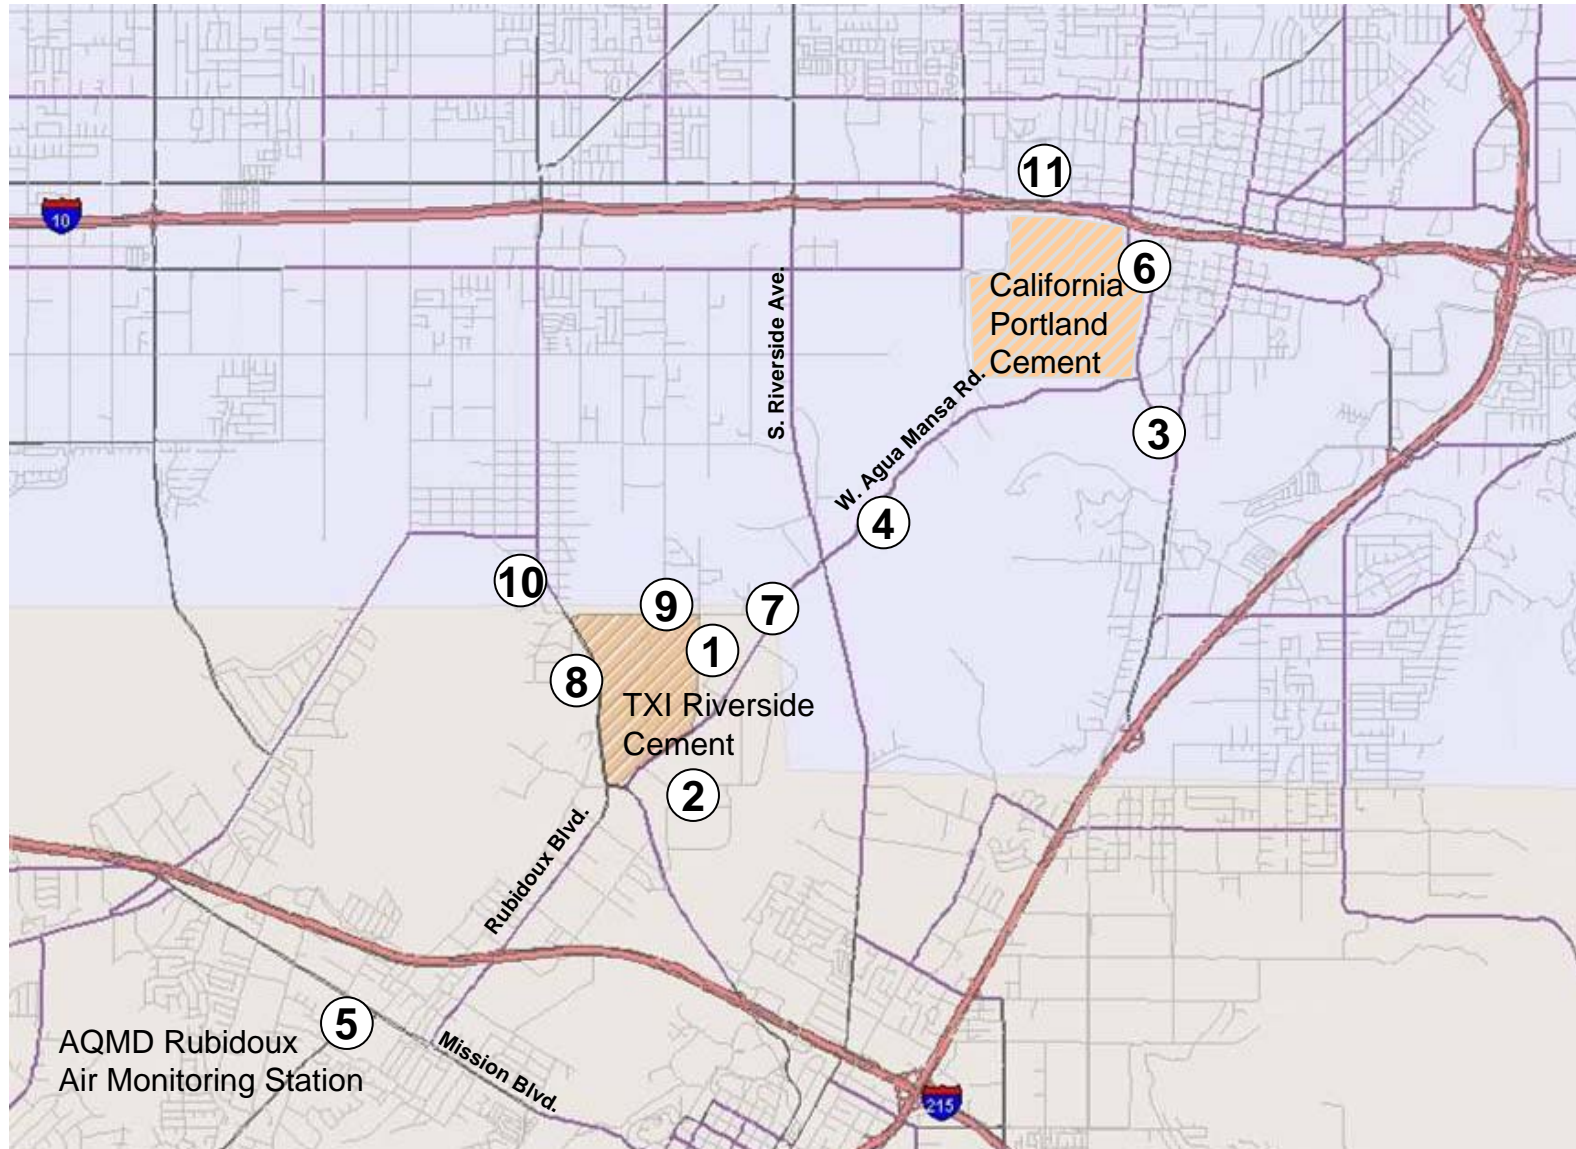 11
10
6
California
Portland
Cement
S. Riverside Ave.
W. Agua Mansa Rd.
3
4
10
9
7
1
8
TXI Riverside
Cement
2
Rubidoux Blvd.
5
AQMD Rubidoux
Air Monitoring Station
Mission Blvd.
215